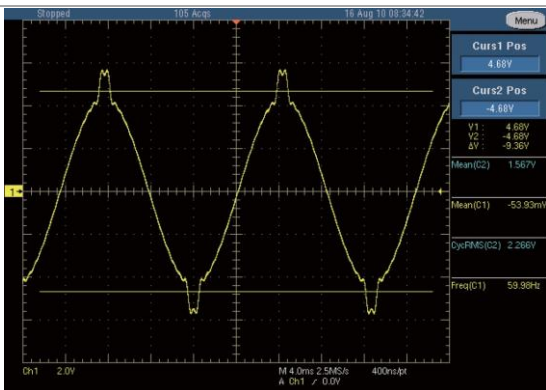 Stopped 105 Acqs 16 Aug 10 08:34:42
Menu
Curs1 Pos
4.68V
Curs2 Pos
-4.68V
V1: 4.68V
V2: -4.68V
ΔV: -9.36V
Mean(C2) 1.567V
1
Mean(C1) -53.93mV
CycRMS(C2) 2.266V
Freq(C1) 59.98Hz
Ch1 2.0V M 4.0ms 2.5MS/s 400ns/pt
A Ch1 / 0.0V